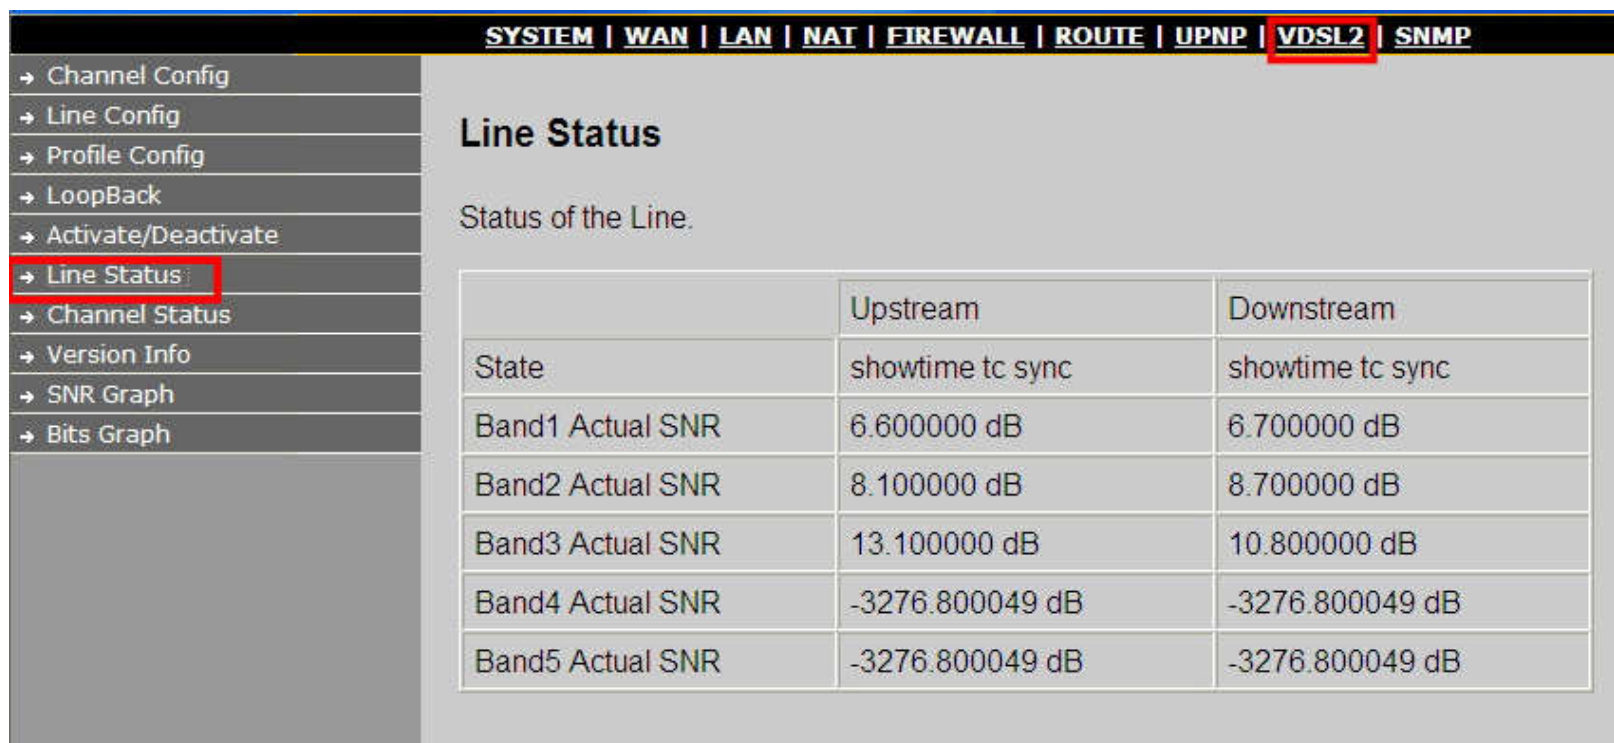 SYSTEM | WAN | LAN | NAT | FIREWALL | ROUTE | UPNP | VDSL2 | SNMP
Channel Config
Line Config
Profile Config
LoopBack
Activate/Deactivate
Line Status
Channel Status
Version Info
SNR Graph
Bits Graph
Line Status
Status of the Line.
Upstream Downstream
State showtime tc sync showtime tc sync
Band1 Actual SNR 6.600000 dB 6.700000 dB
Band2 Actual SNR 8.100000 dB 8.700000 dB
Band3 Actual SNR 13.100000 dB 10.800000 dB
Band4 Actual SNR -3276.800049 dB -3276.800049 dB
Band5 Actual SNR -3276.800049 dB -3276.800049 dB